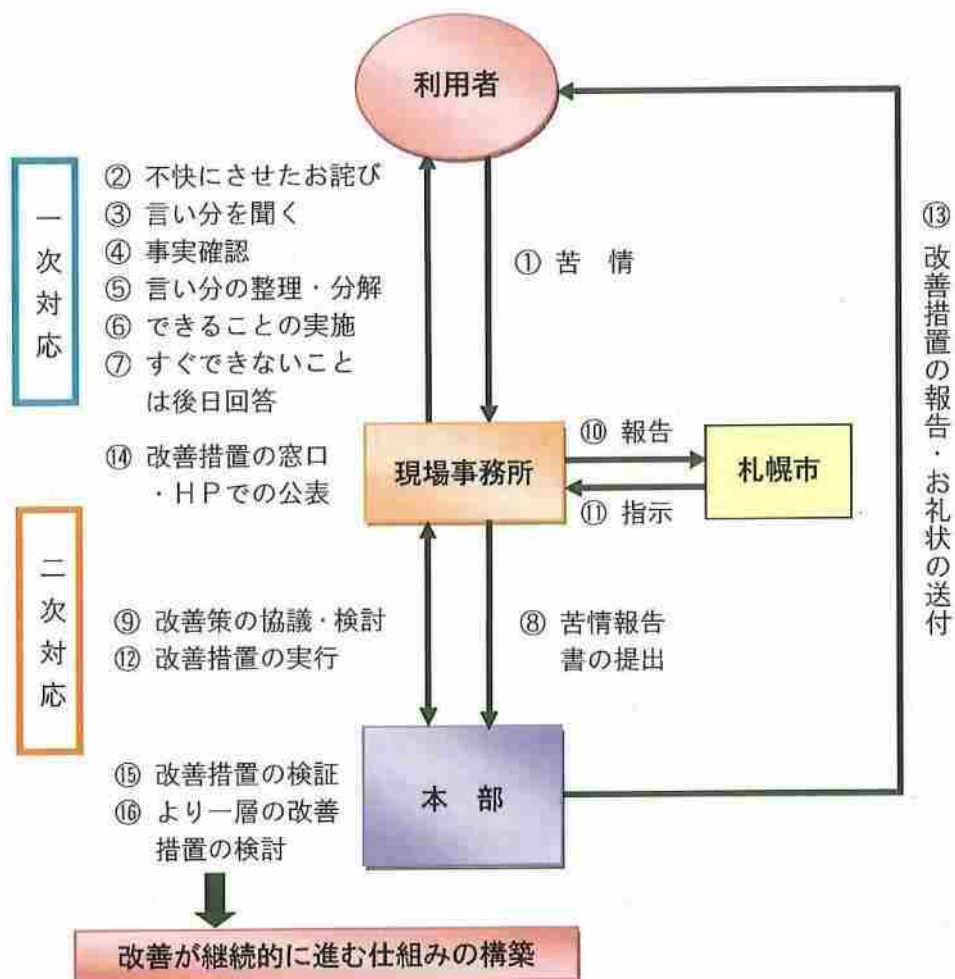 利用者
一次対応
② 不快にさせたお詫び
③ 言い分を聞く
④ 事実確認
⑤ 言い分の整理・分解
⑥ できることの実施
⑦ すぐできないこと
は後日回答
① 苦　情
⑬ 改善措置の報告・お礼状の送付
⑭ 改善措置の窓口
・ＨＰでの公表
現場事務所
⑩ 報告
⑪ 指示
札幌市
二次対応
⑨ 改善策の協議・検討
⑫ 改善措置の実行
⑧ 苦情報告
書の提出
本　部
⑮ 改善措置の検証
⑯ より一層の改善
措置の検討
改善が継続的に進む仕組みの構築